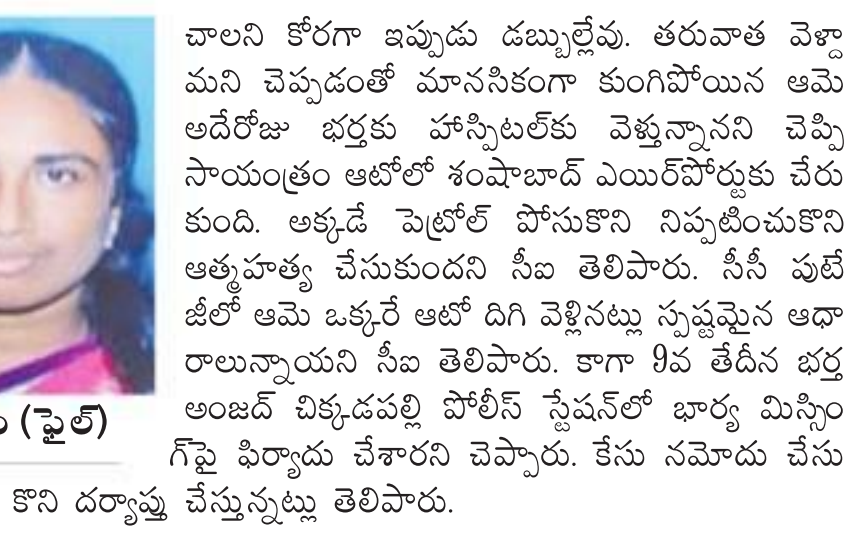 చాలని కోరగా ఇప్పుడు డబ్బుల్లేవు. తరువాత వెళ్దా
మని చెప్పడంతో మానసికంగా కుంగిపోయిన ఆమె
అదేరోజు భర్తకు హాస్పిటల్‌కు వెళ్తున్నానని చెప్పి
సాయంత్రం ఆటోలో శంషాబాద్ ఎయిర్‌పోర్టుకు చేరు
కుంది. అక్కడే పెట్రోల్ పోసుకొని నిప్పటించుకొని
ఆత్మహత్య చేసుకుందని సీఐ తెలిపారు. సీసీ పుటే
జీలో ఆమె ఒక్కరే ఆటో దిగి వెళ్లినట్లు స్పష్టమైన ఆధా
రాలున్నాయని సీఐ తెలిపారు. కాగా 9వ తేదీన భర్త
అంజద్ చిక్కడపల్లి పోలీస్ స్టేషన్‌లో భార్య మిస్సిం
గ్‌పై ఫిర్యాదు చేశారని చెప్పారు. కేసు నమోదు చేసు
కొని దర్యాప్తు చేస్తున్నట్లు తెలిపారు.
(ఫైల్)